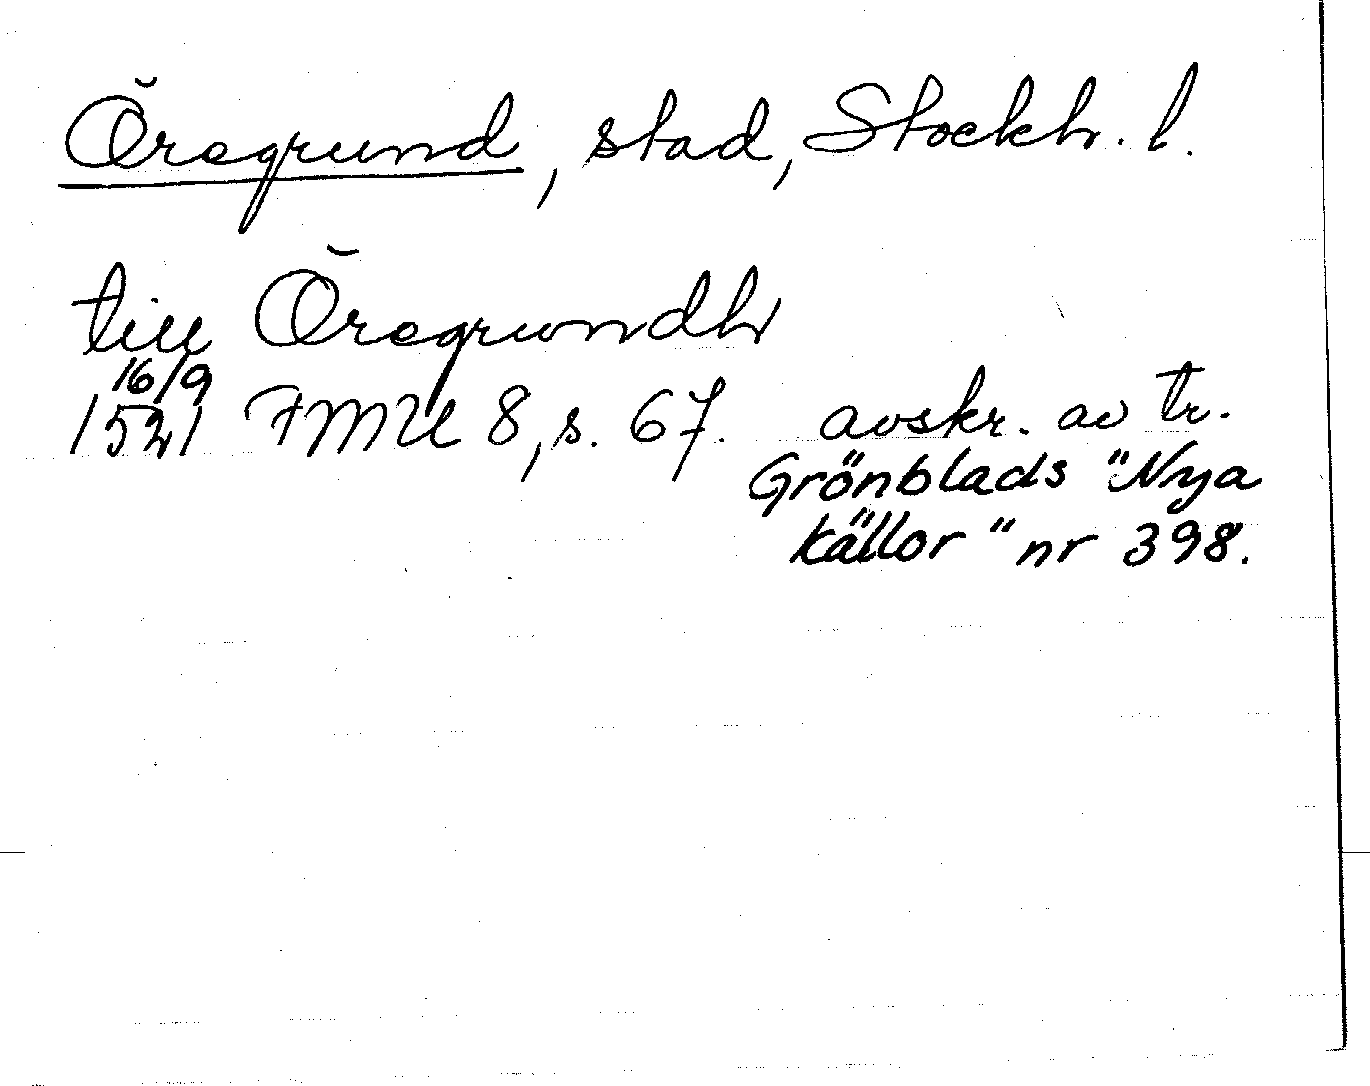 Öregrund, stad, Stockh. l.
till Öregrundh
16/9
1521 FMU 8, s. 67. avskr. av tr.
Grönblads "Nya
källor" nr 398.